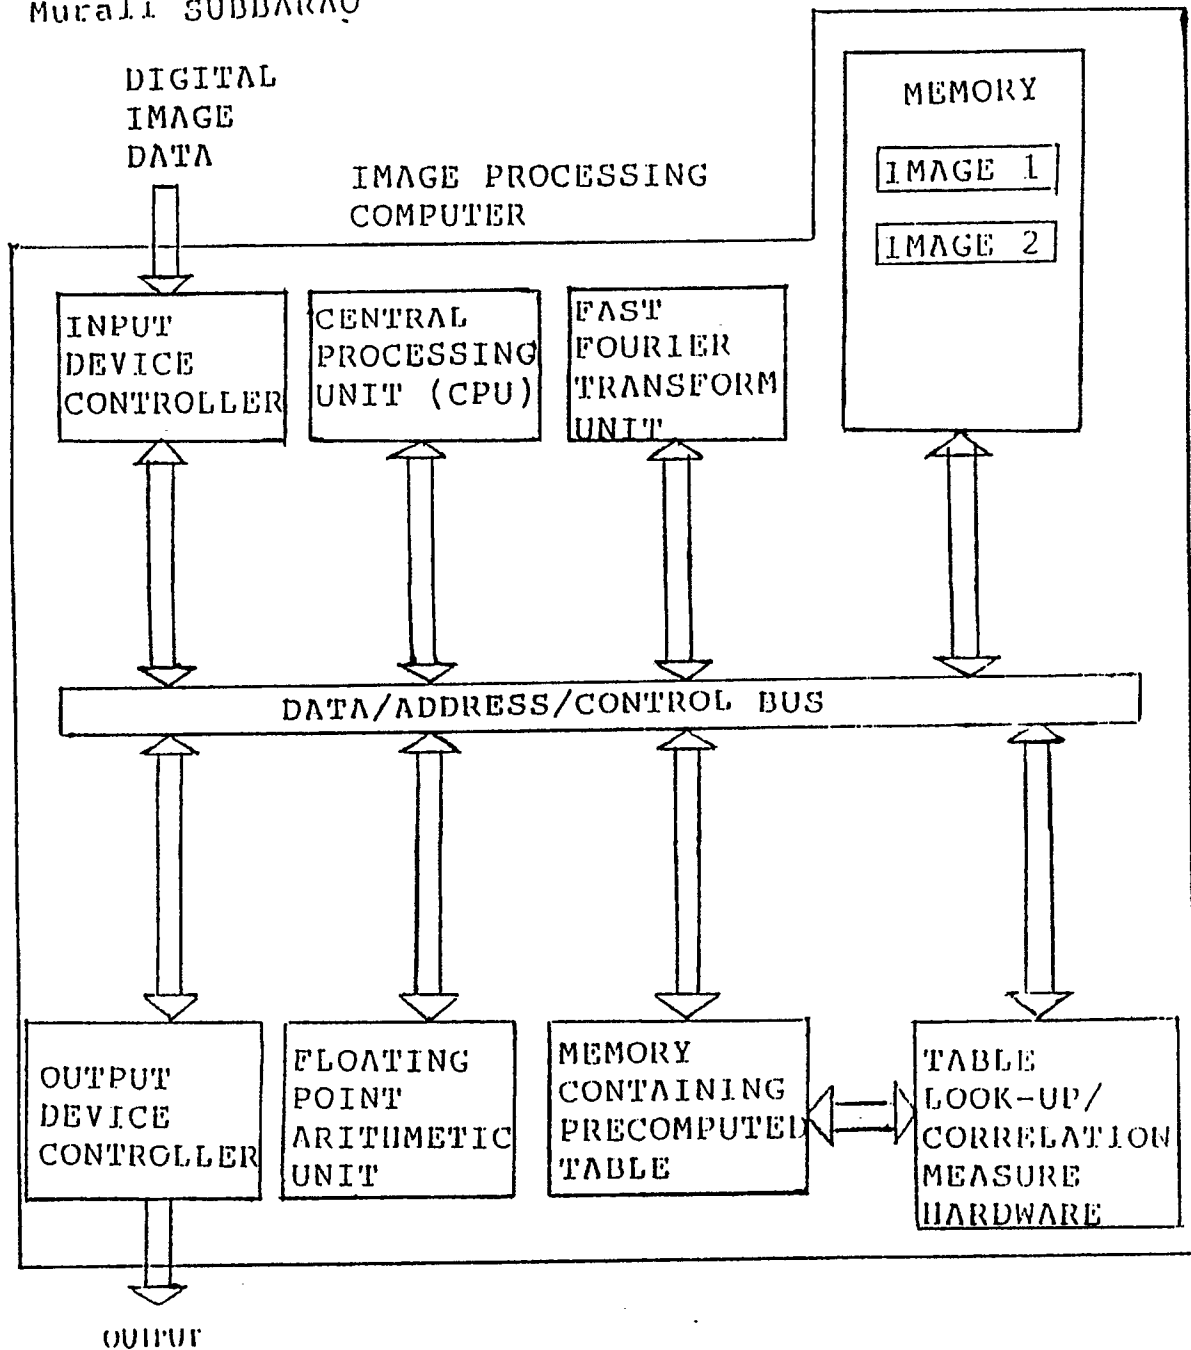 Murali SUBBARAO
DIGITAL
IMAGE
DATA
IMAGE PROCESSING
COMPUTER
MEMORY
IMAGE 1
IMAGE 2
INPUT
DEVICE
CONTROLLER
CENTRAL
PROCESSING
UNIT (CPU)
FAST
FOURIER
TRANSFORM
UNIT
DATA/ADDRESS/CONTROL BUS
OUTPUT
DEVICE
CONTROLLER
FLOATING
POINT
ARITHMETIC
UNIT
MEMORY
CONTAINING
PRECOMPUTED
TABLE
TABLE
LOOK-UP/
CORRELATION
MEASURE
HARDWARE
OUTPUT